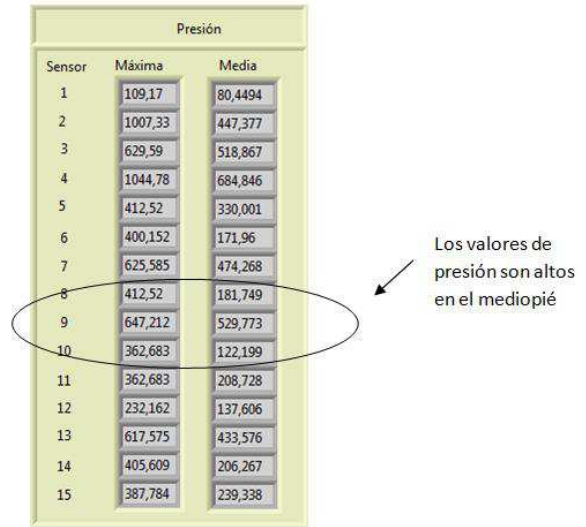 Presión
Sensor Máxima Media
1 109,17 80,4494
2 1007,33 447,377
3 629,59 518,867
4 1044,78 684,846
5 412,52 330,001
6 400,152 171,96
7 625,585 474,268
8 412,52 181,749
9 647,212 529,773
10 362,683 122,199
11 362,683 208,728
12 232,162 137,606
13 617,575 433,576
14 405,609 206,267
15 387,784 239,338
Los valores de
presión son altos
en el mediopié